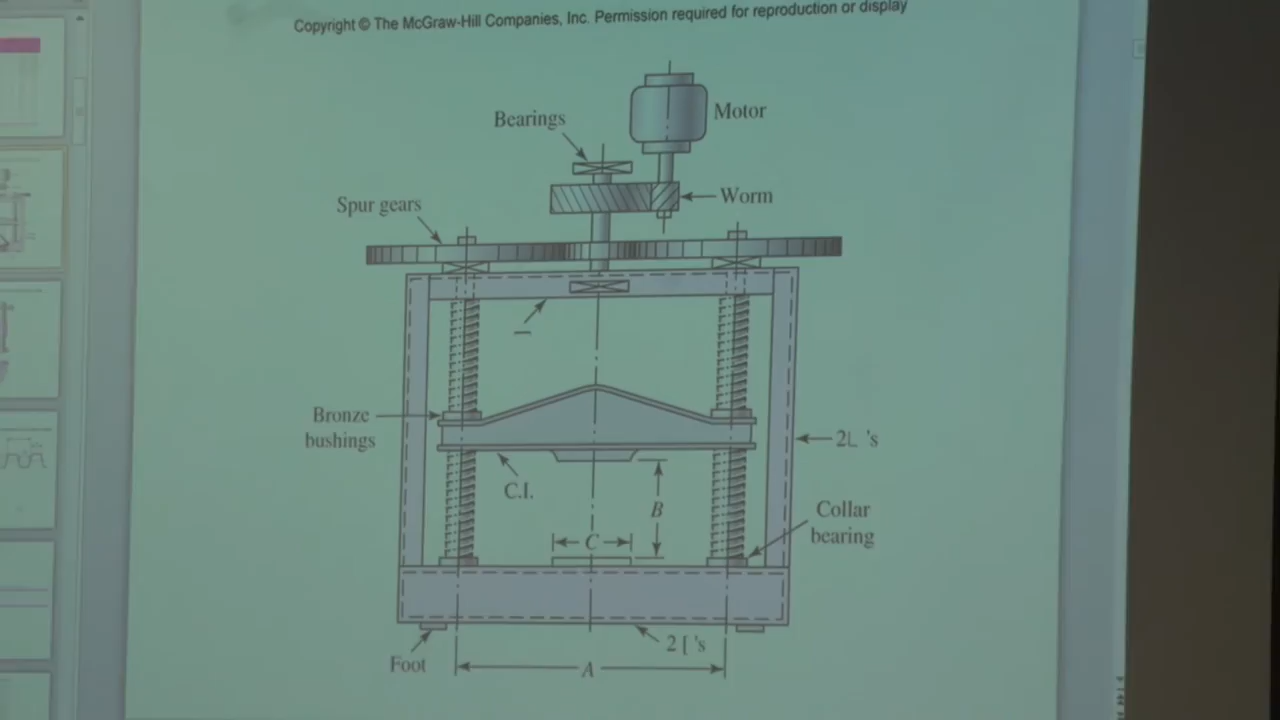 Copyright © The McGraw-Hill Companies, Inc. Permission required for reproduction or display
Motor
Bearings
Worm
Spur gears
Bronze
bushings
2L 's
C.I.
B
Collar
bearing
C
2 [ 's
Foot
A